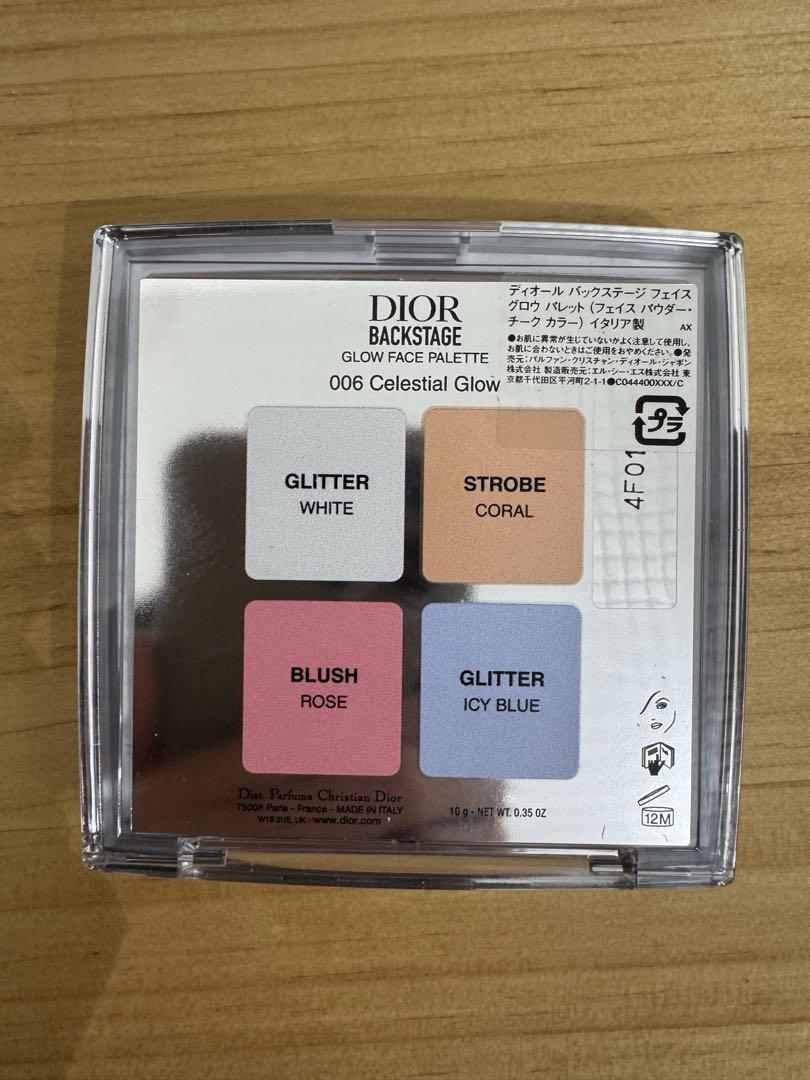 DIOR
BACKSTAGE
GLOW FACE PALETTE
006 Celestial Glow
ディオール バックステージ フェイス
グロウ パレット (フェイス パウダー・
チーク カラー) イタリア製
AX
●お肌に異常が生じていないかよく注意して使用し、
お肌に合わないときはご使用をおやめください。●発
売元:パルファン・クリスチャン・ディオール・ジャポン
株式会社 製造販売元:エル・シー・エス株式会社 東
京都千代田区平河町2-1-1●C044400XXX/C
プラ
4F01
GLITTER
WHITE
STROBE
CORAL
BLUSH
ROSE
GLITTER
ICY BLUE
Dist. Parfums Christian Dior
75008 Paris - France - MADE IN ITALY
W1S 2UE, UK - www.dior.com
10 g - NET WT. 0.35 OZ
12M